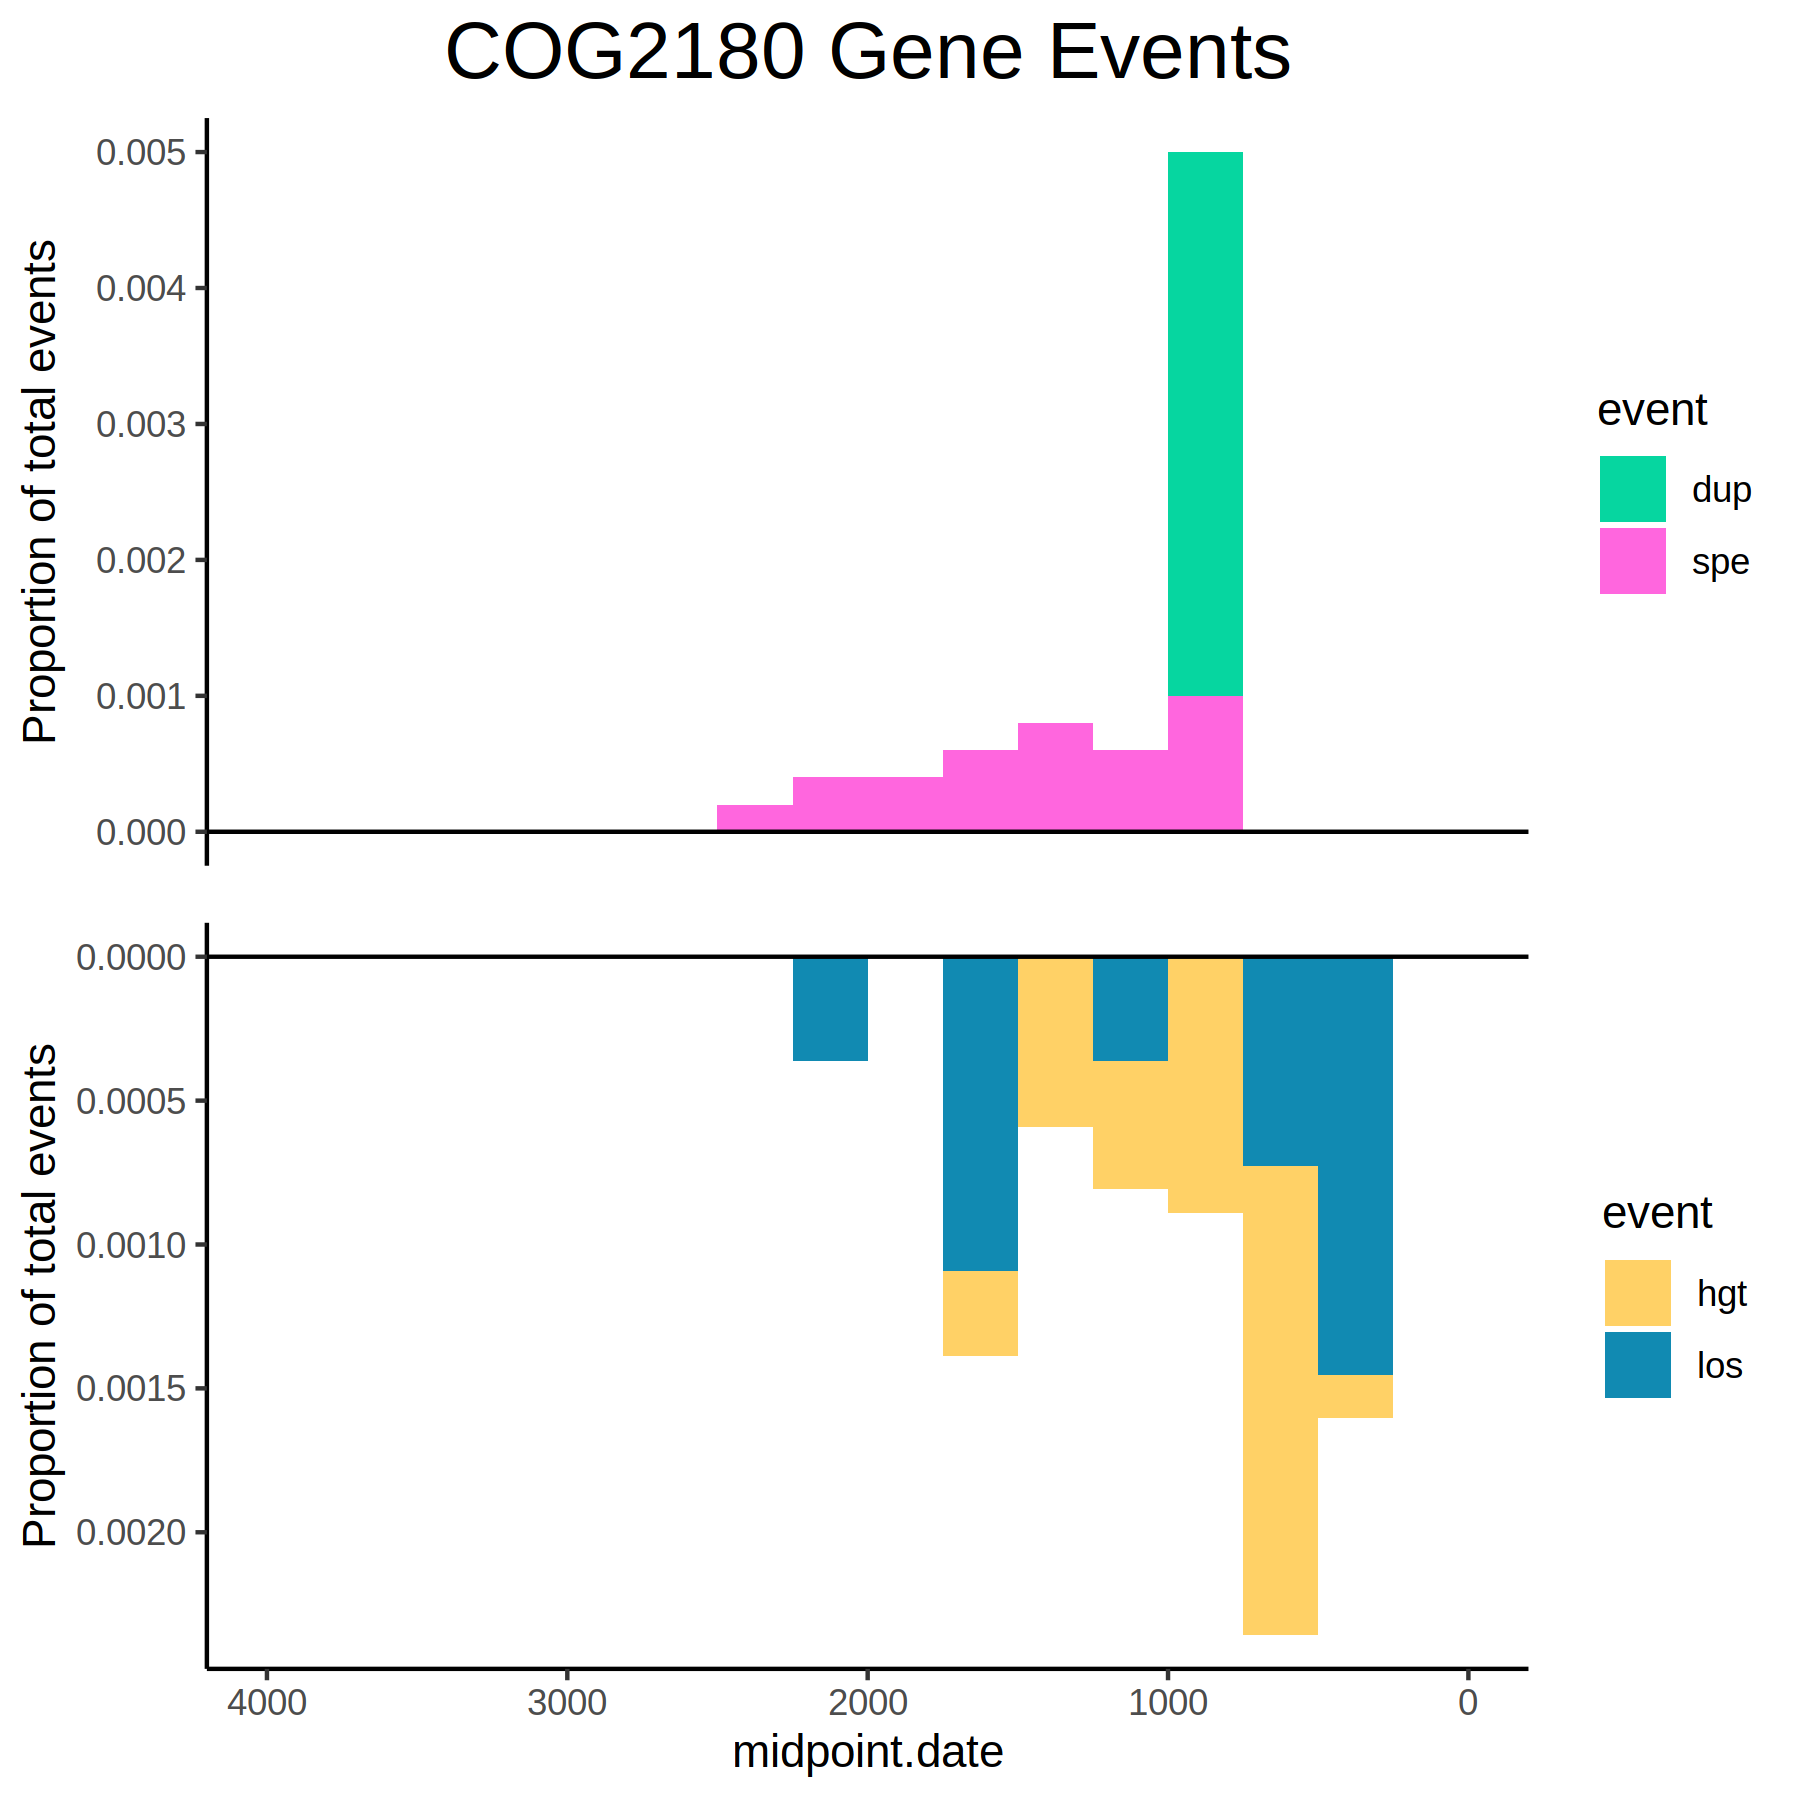 COG2180 Gene Events
Proportion of total events
0.005
0.004
0.003
0.002
0.001
0.000
event
dup
spe
Proportion of total events
0.0000
0.0005
0.0010
0.0015
0.0020
event
hgt
los
4000 3000 2000 1000 0
midpoint.date